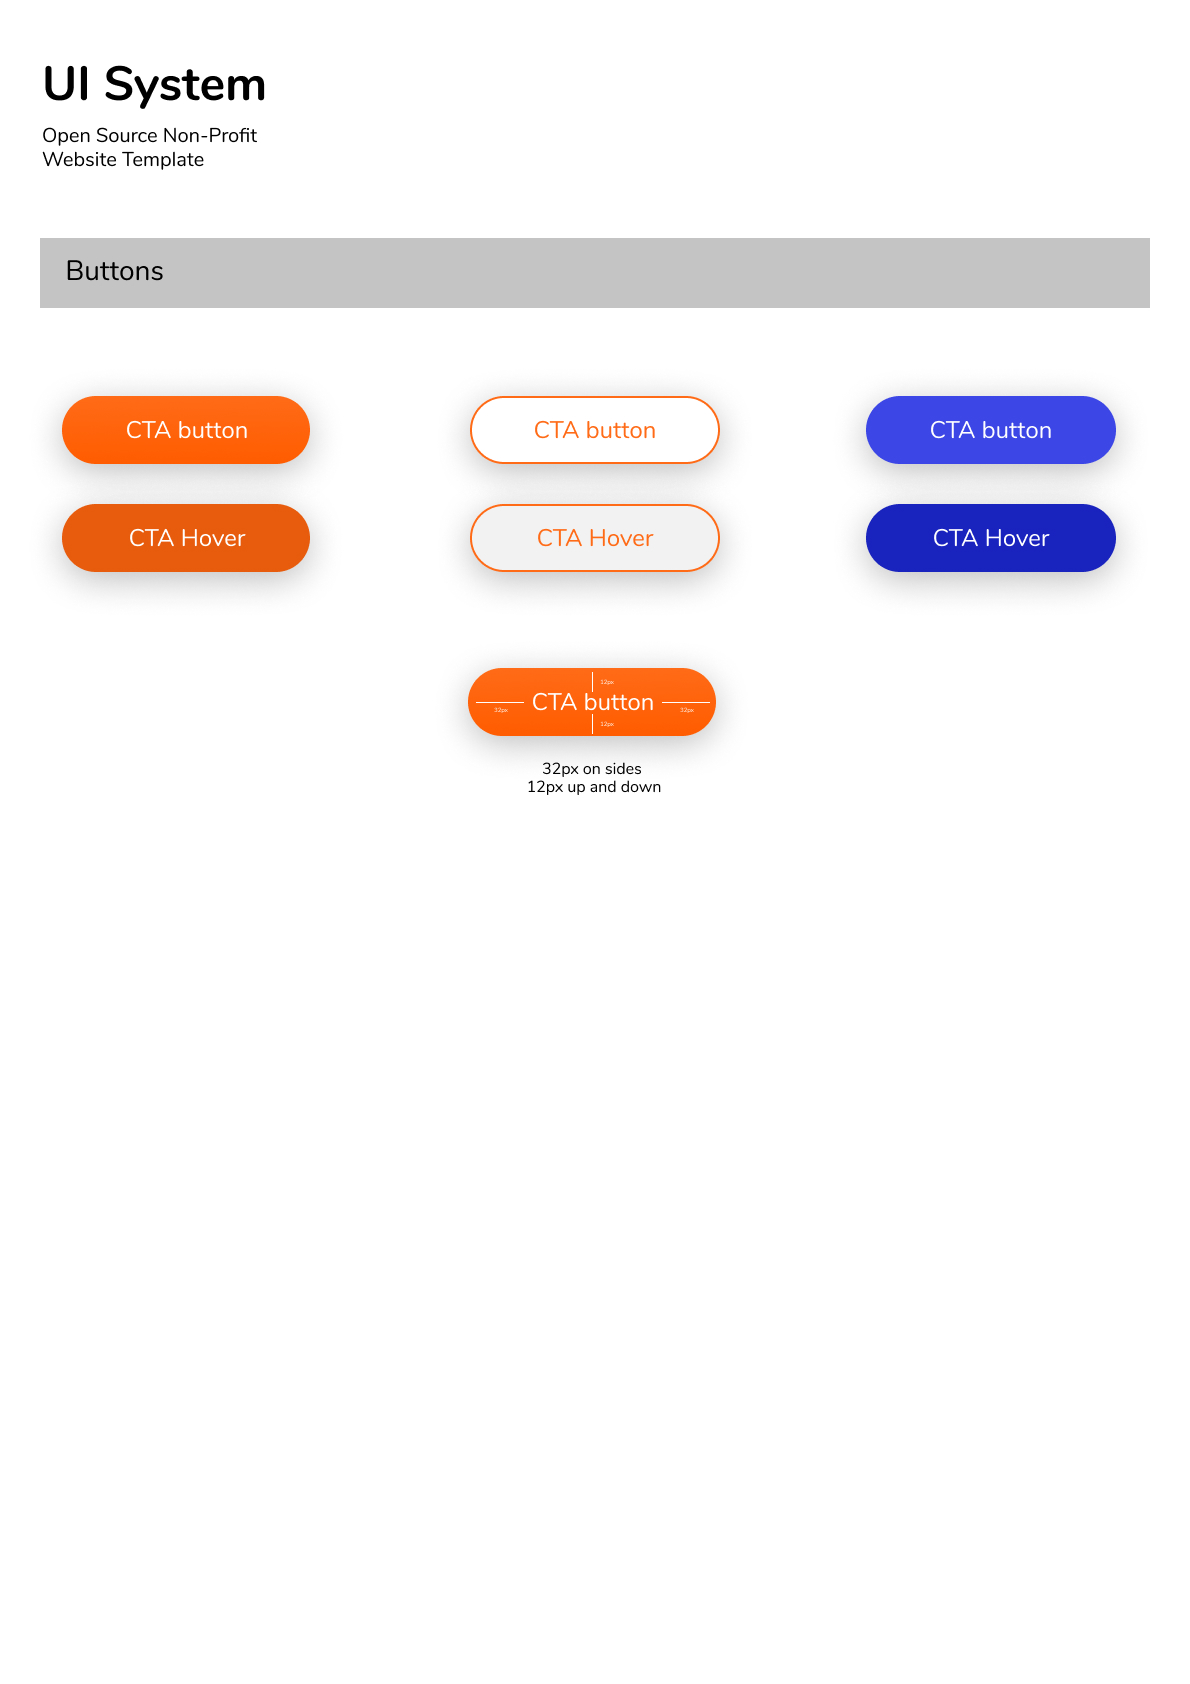 UI System
Open Source Non-Profit
Website Template
Buttons
CTA button
CTA button
CTA button
CTA Hover
CTA Hover
CTA Hover
12px
CTA button
32px
32px
12px
32px on sides
12px up and down